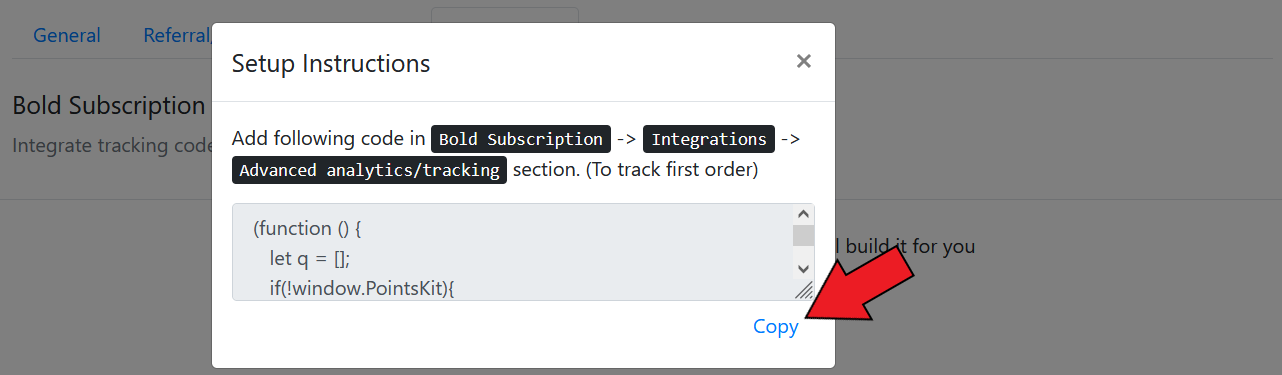 General
Referral
Setup Instructions
×
Bold Subscription
Integrate tracking code
Add following code in Bold Subscription -> Integrations ->
Advanced analytics/tracking section. (To track first order)
(function () {
let q = [];
if(!window.PointsKit){
build it for you
Copy